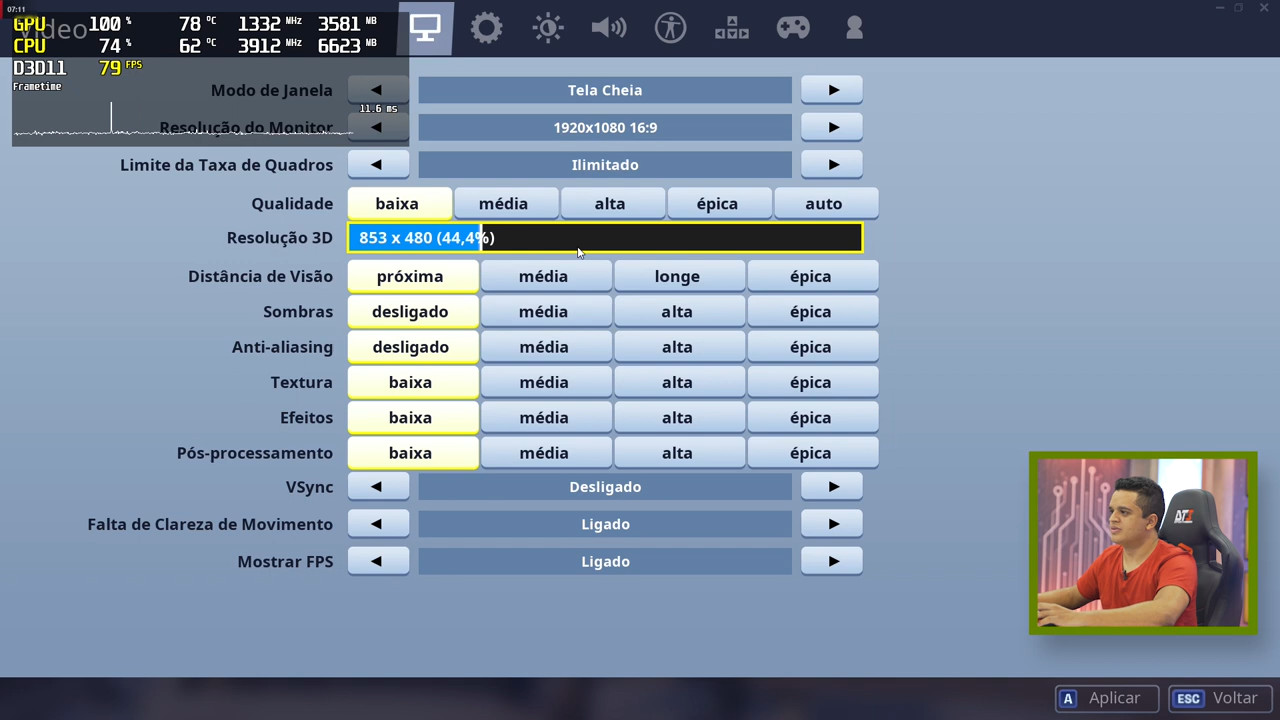 07:11
Video
GPU 100 % 78 °C 1332 MHz 3581 MB
CPU 74 % 62 °C 3912 MHz 6623 MB
D3D11 79 FPS
Frametime
11.6 ms
Modo de Janela ◀ Tela Cheia ▶
Resolução do Monitor ◀ 1920x1080 16:9 ▶
Limite da Taxa de Quadros ◀ Ilimitado ▶
Qualidade baixa média alta épica auto
Resolução 3D 853 x 480 (44,4%)
Distância de Visão próxima média longe épica
Sombras desligado média alta épica
Anti-aliasing desligado média alta épica
Textura baixa média alta épica
Efeitos baixa média alta épica
Pós-processamento baixa média alta épica
VSync ◀ Desligado ▶
Falta de Clareza de Movimento ◀ Ligado ▶
Mostrar FPS ◀ Ligado ▶
DT3
A Aplicar ESC Voltar